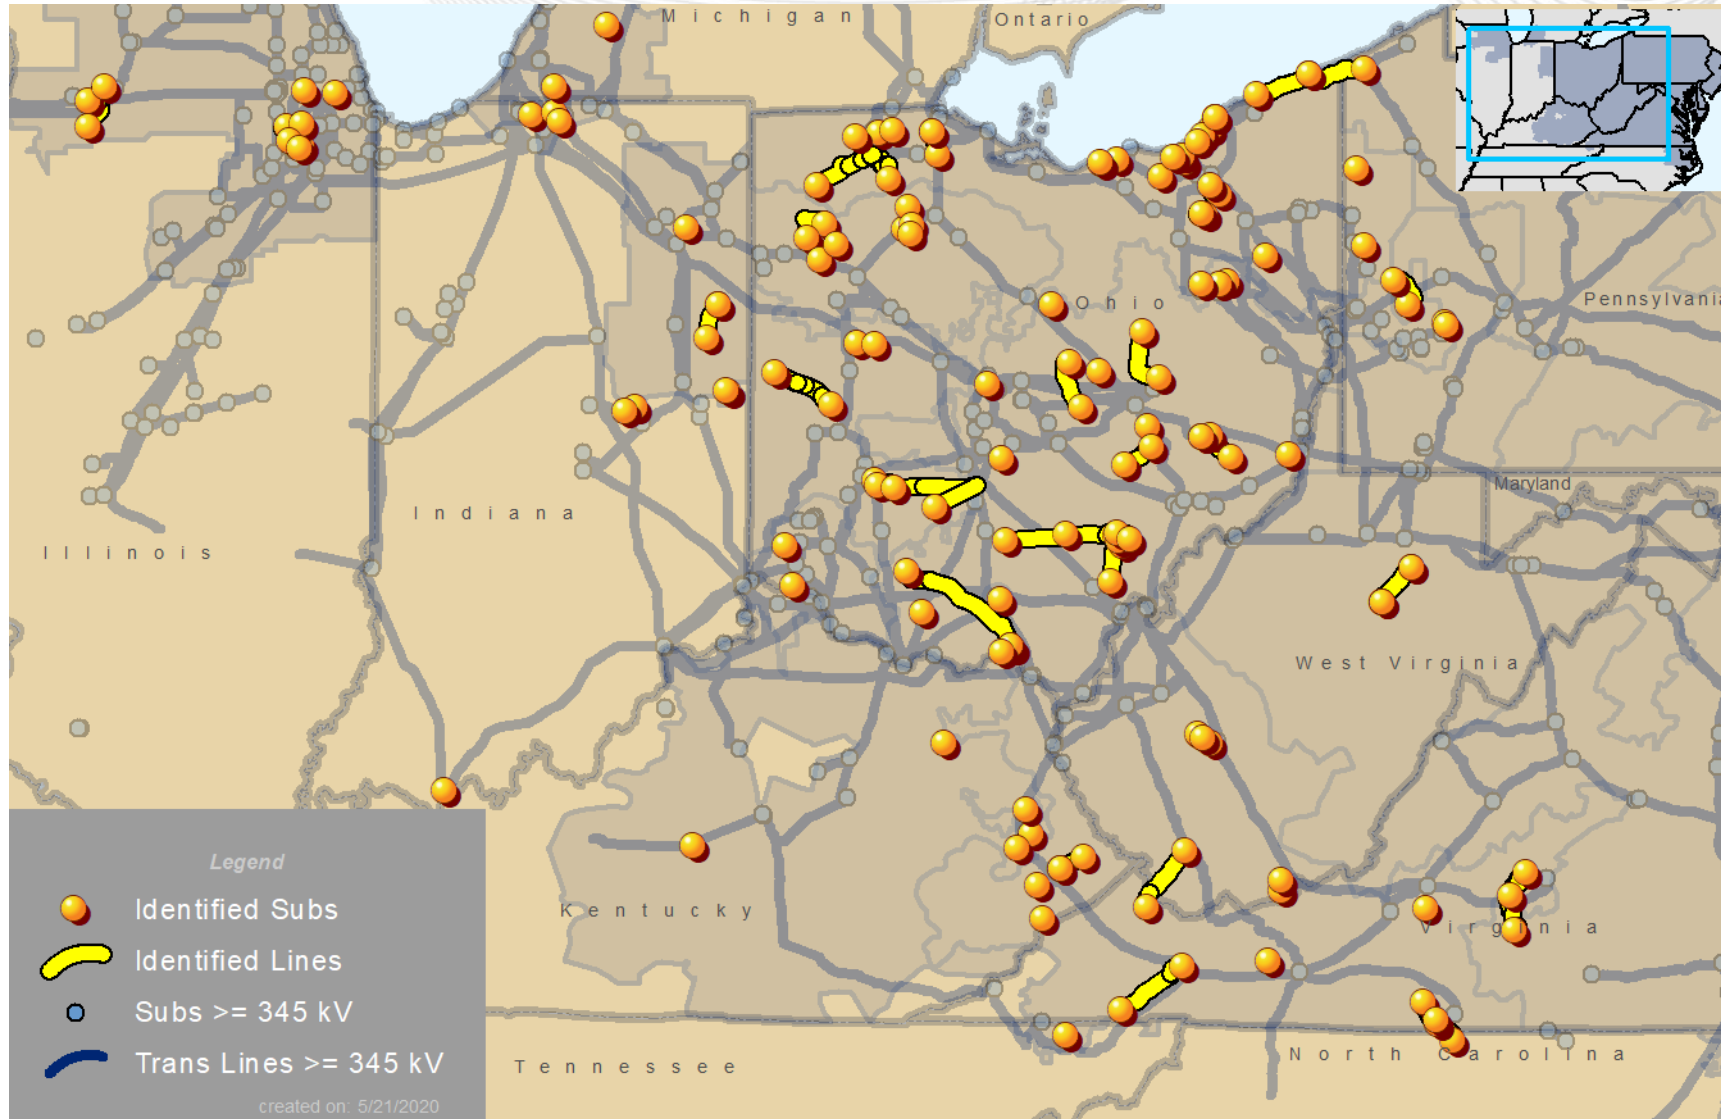 Michigan
Ontario
Ohio
Pennsylvania
Maryland
Indiana
Illinois
West Virginia
Legend
Identified Subs
Identified Lines
Subs >= 345 kV
Trans Lines >= 345 kV
created on: 5/21/2020
Kentucky
Virginia
North Carolina
Tennessee